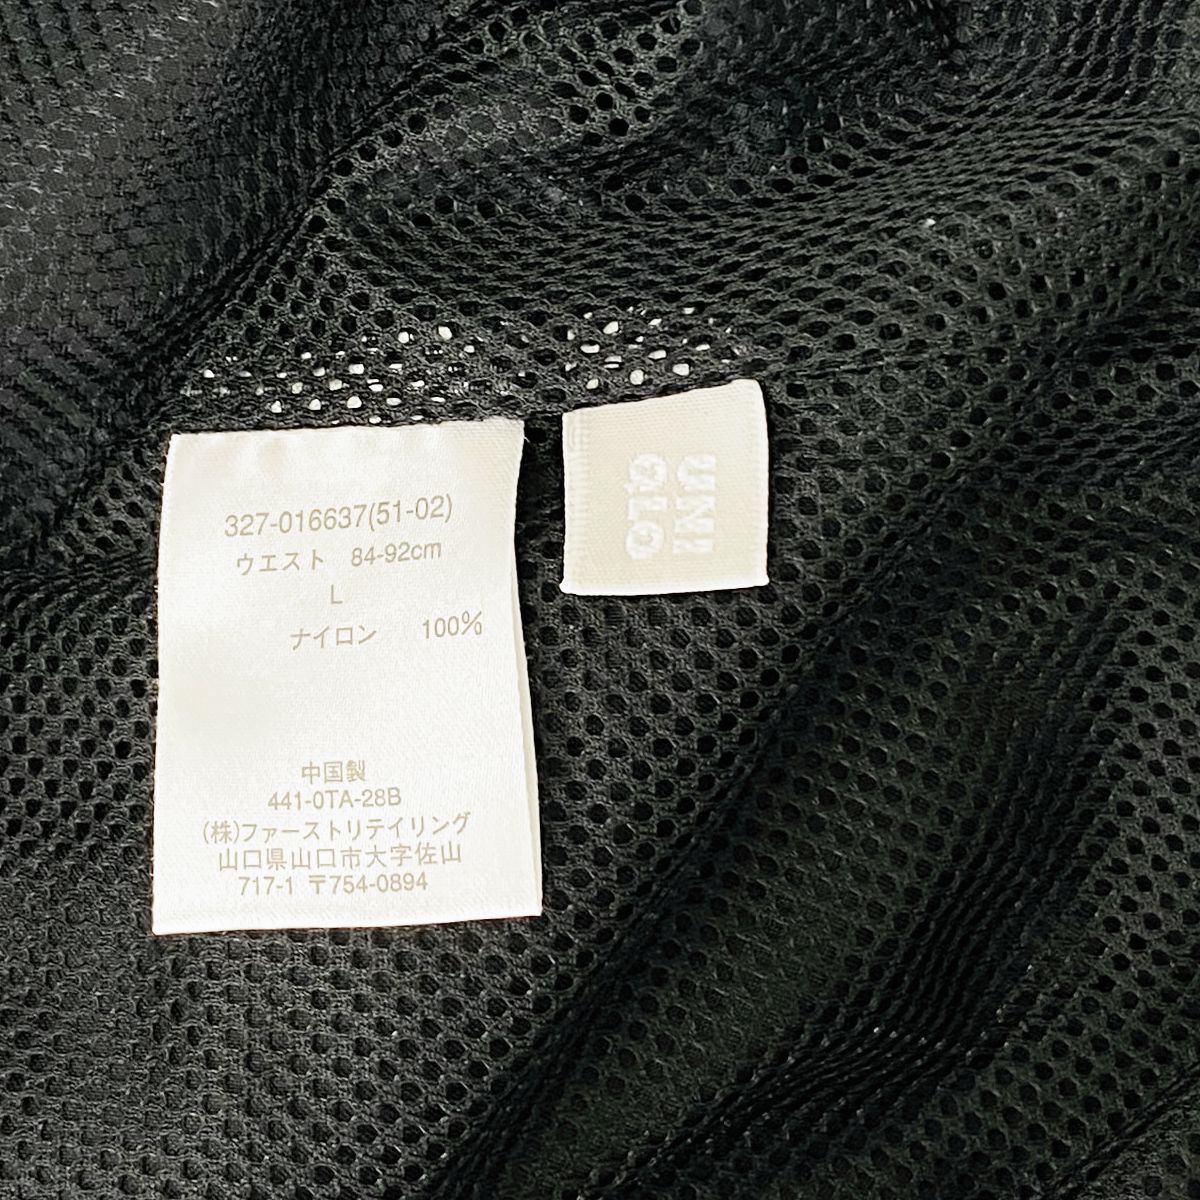 327-016637(51-02)
ウエスト 84-92cm
L
ナイロン 100%
中国製
441-0TA-28B
(株)ファーストリテイリング
山口県山口市大字佐山
717-1 〒754-0894
UNI
QLO